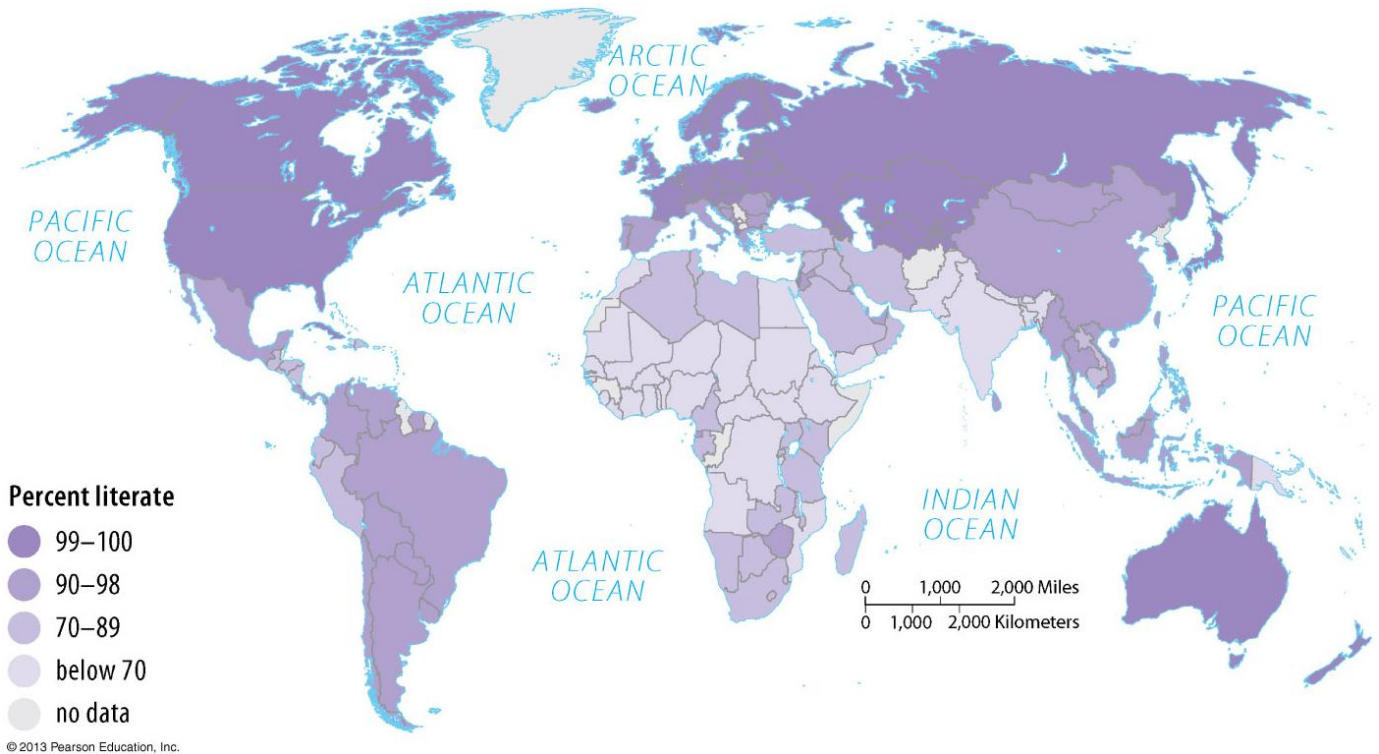 ARCTIC
OCEAN
PACIFIC
OCEAN
ATLANTIC
OCEAN
PACIFIC
OCEAN
INDIAN
OCEAN
ATLANTIC
OCEAN
0 1,000 2,000 Miles
0 1,000 2,000 Kilometers
Percent literate
99–100
90–98
70–89
below 70
no data
© 2013 Pearson Education, Inc.